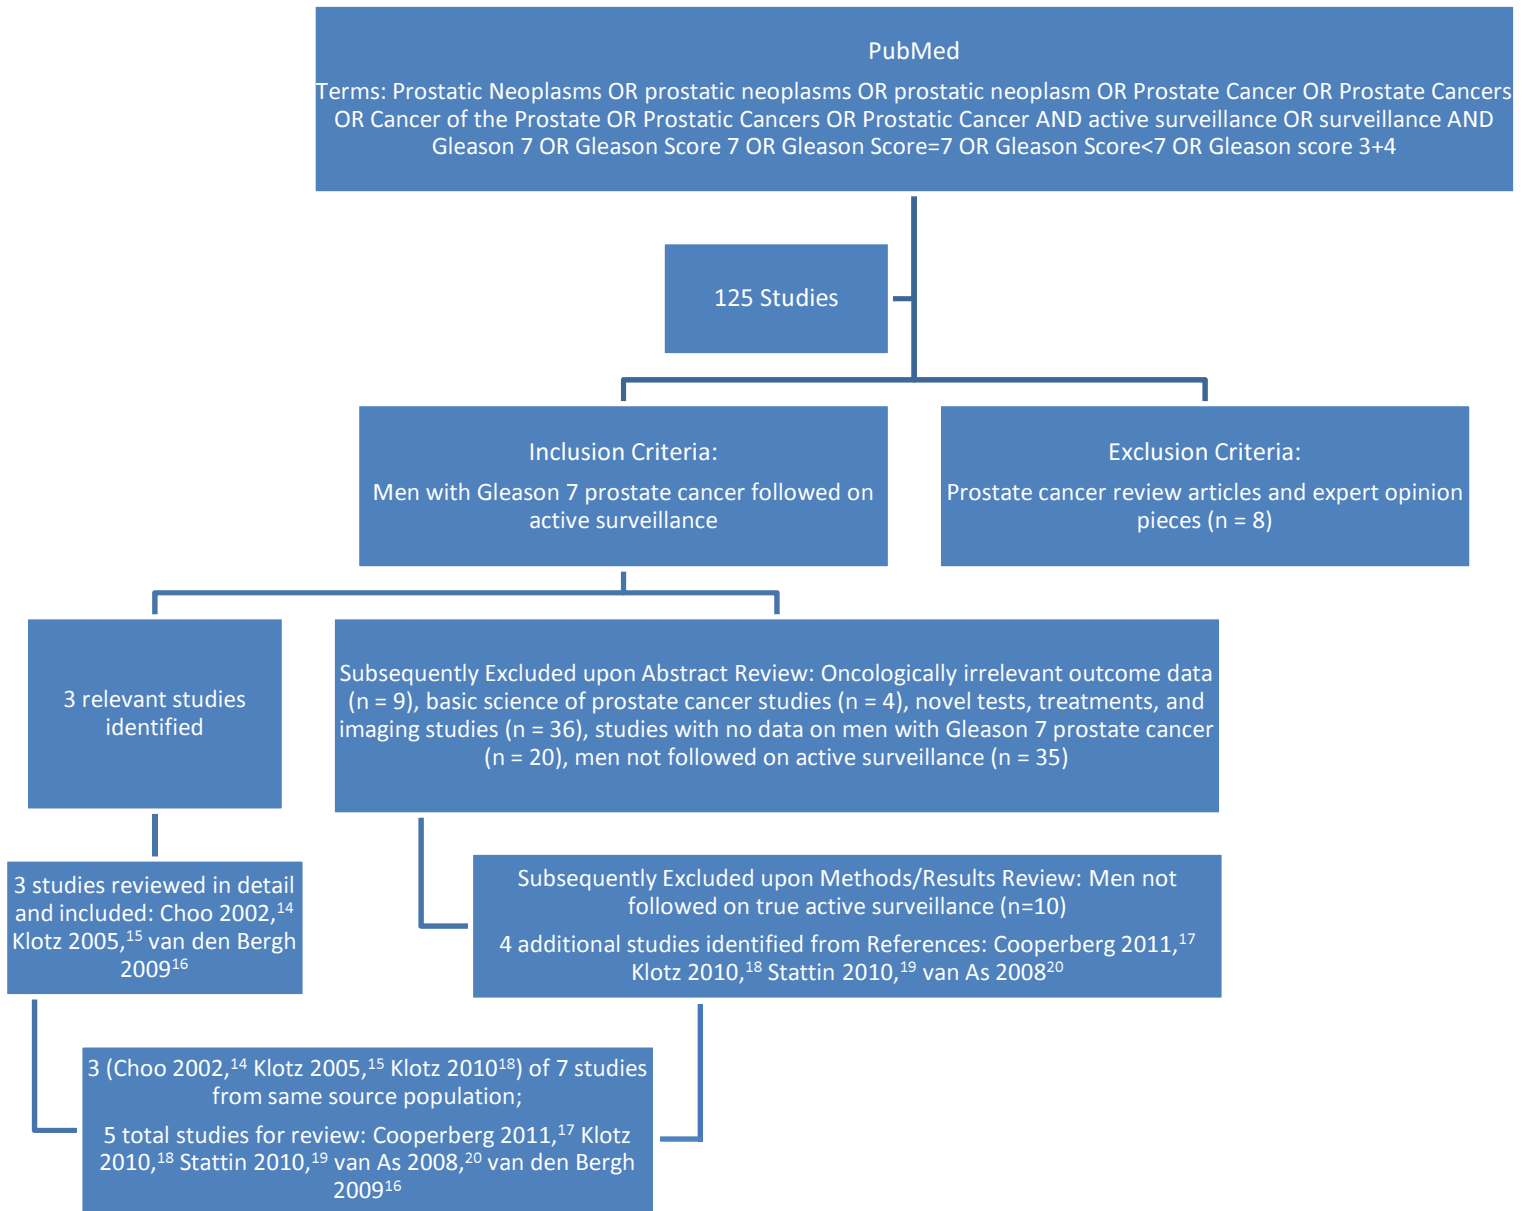 PubMed
Terms: Prostatic Neoplasms OR prostatic neoplasms OR prostatic neoplasm OR Prostate Cancer OR Prostate Cancers
OR Cancer of the Prostate OR Prostatic Cancers OR Prostatic Cancer AND active surveillance OR surveillance AND
Gleason 7 OR Gleason Score 7 OR Gleason Score=7 OR Gleason Score<7 OR Gleason score 3+4
125 Studies
Inclusion Criteria:
Men with Gleason 7 prostate cancer followed on
active surveillance
Exclusion Criteria:
Prostate cancer review articles and expert opinion
pieces (n = 8)
3 relevant studies
identified
Subsequently Excluded upon Abstract Review: Oncologically irrelevant outcome data
(n = 9), basic science of prostate cancer studies (n = 4), novel tests, treatments, and
imaging studies (n = 36), studies with no data on men with Gleason 7 prostate cancer
(n = 20), men not followed on active surveillance (n = 35)
3 studies reviewed in detail
and included: Choo 2002,14
Klotz 2005,15 van den Bergh
200916
Subsequently Excluded upon Methods/Results Review: Men not
followed on true active surveillance (n=10)
4 additional studies identified from References: Cooperberg 2011,17
Klotz 2010,18 Stattin 2010,19 van As 200820
3 (Choo 2002,14 Klotz 2005,15 Klotz 201018) of 7 studies
from same source population;
5 total studies for review: Cooperberg 2011,17 Klotz
2010,18 Stattin 2010,19 van As 2008,20 van den Bergh
200916